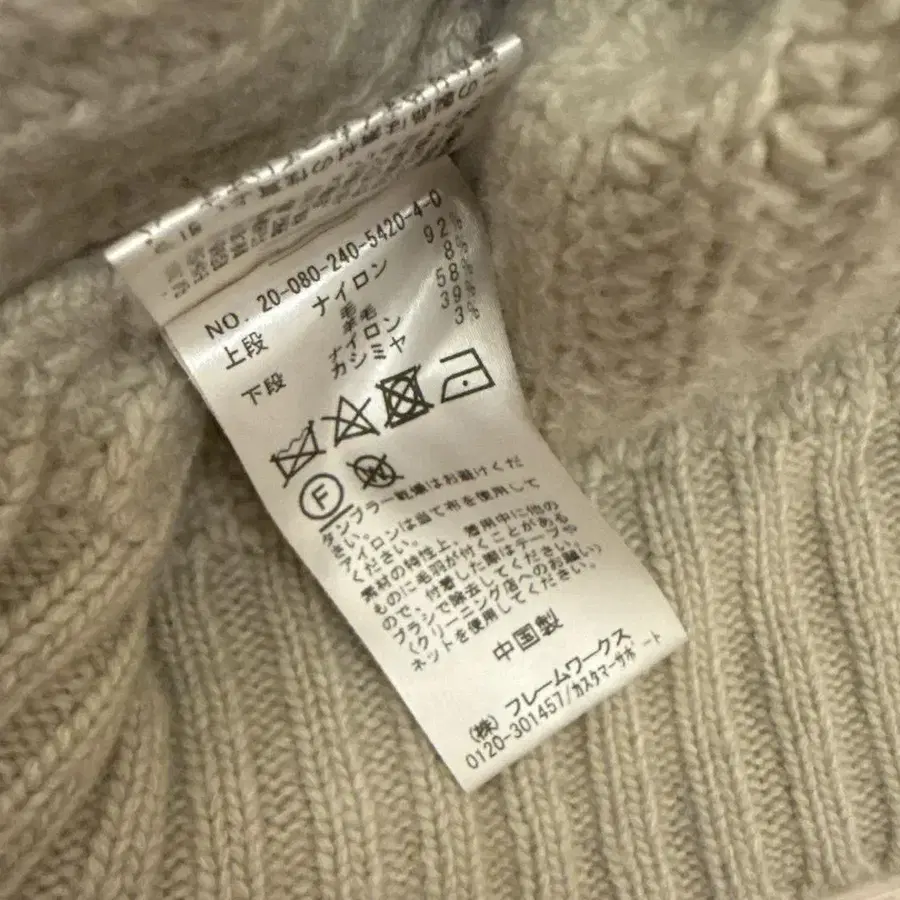 NO. 20-080-240-5420-4-0
上段 ナイロン 92%
毛 8%
下段 羊毛 58%
ナイロン 39%
カシミヤ 3%
F W
タンブラー乾燥はお避けくだ
さい。
アイロンは当て布を使用して
ください。
素材の特性上、着用中に他の
ものに毛羽が付くことがあるも
ので、付着した際はテープや
ブラシで除去してください。
〈クリーニング店へのお願い〉
ネットを使用してください。
中国製
(株) フレームワークス
0120-301457/カスタマーサポート